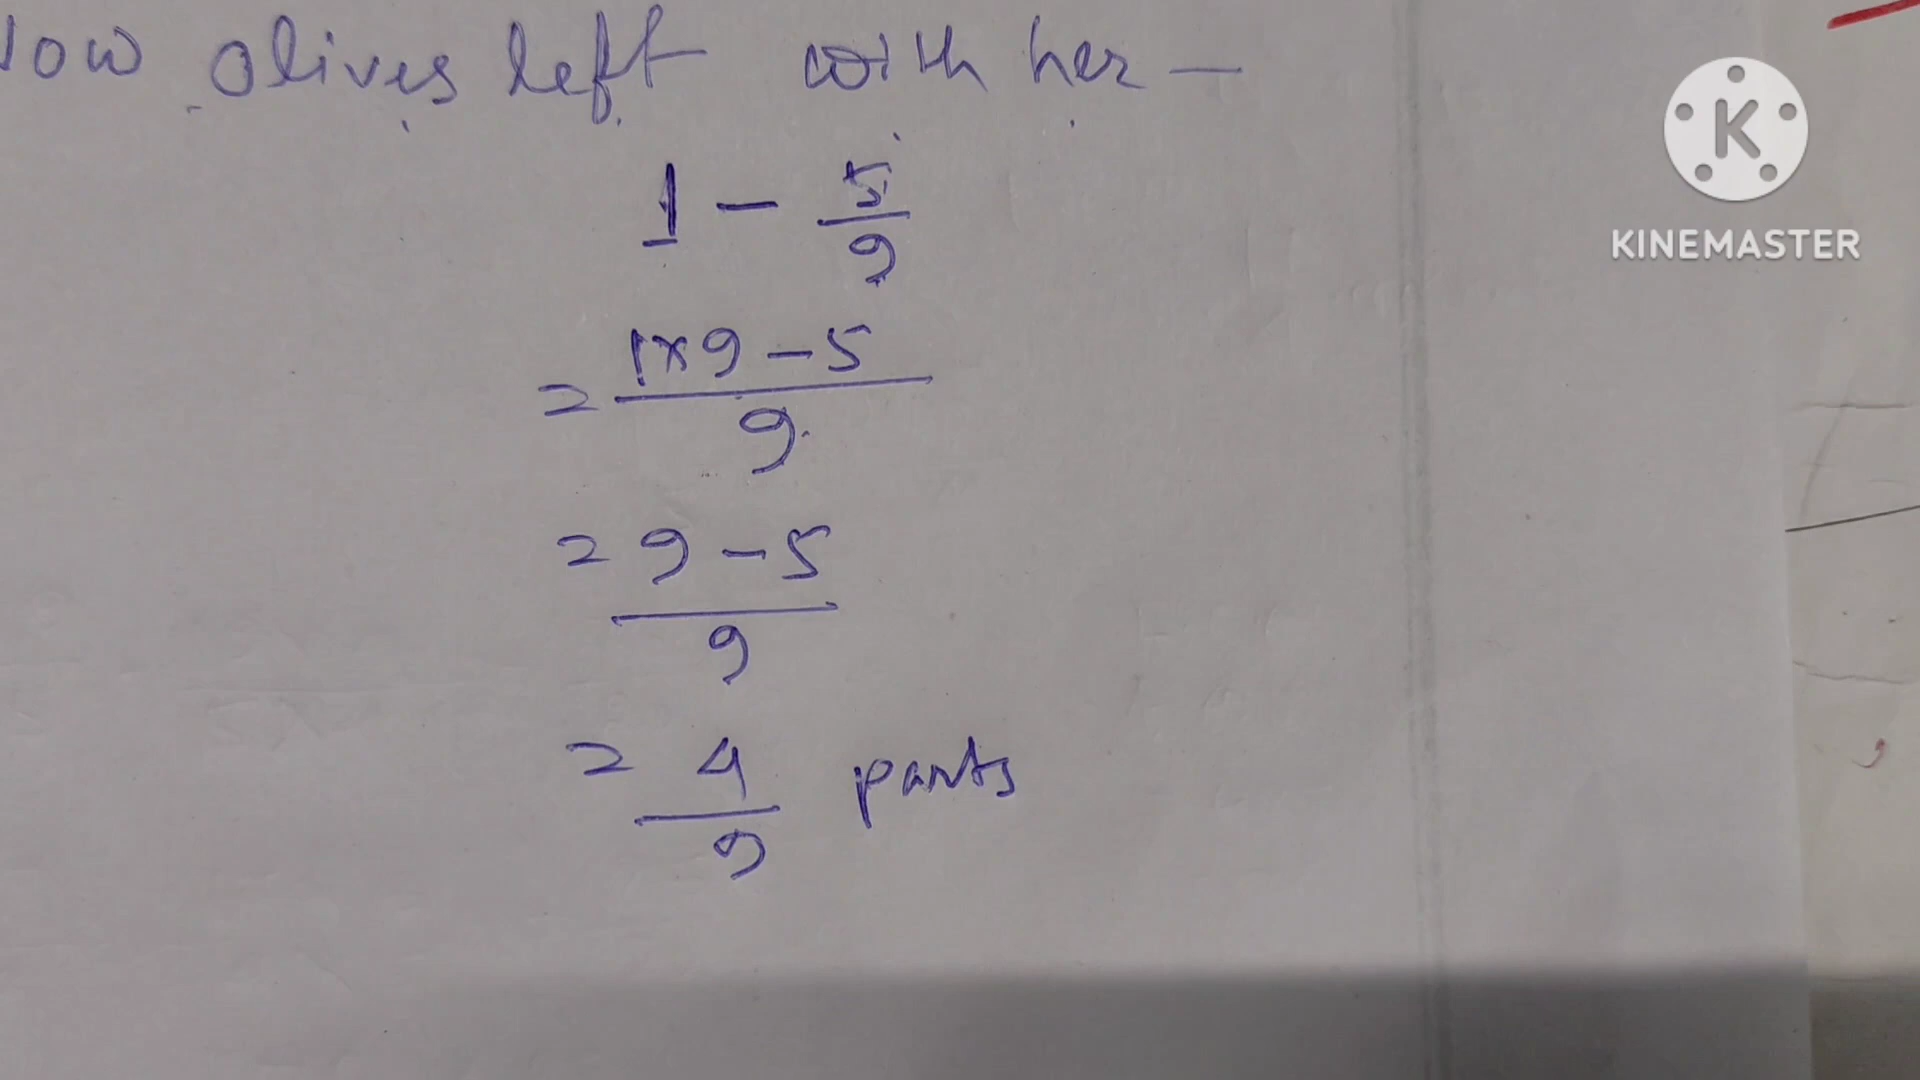 low olives left with her —
1 - 5/9
= 1×9 - 5 / 9
= 9 - 5 / 9
= 4/9 parts
K
KINEMASTER